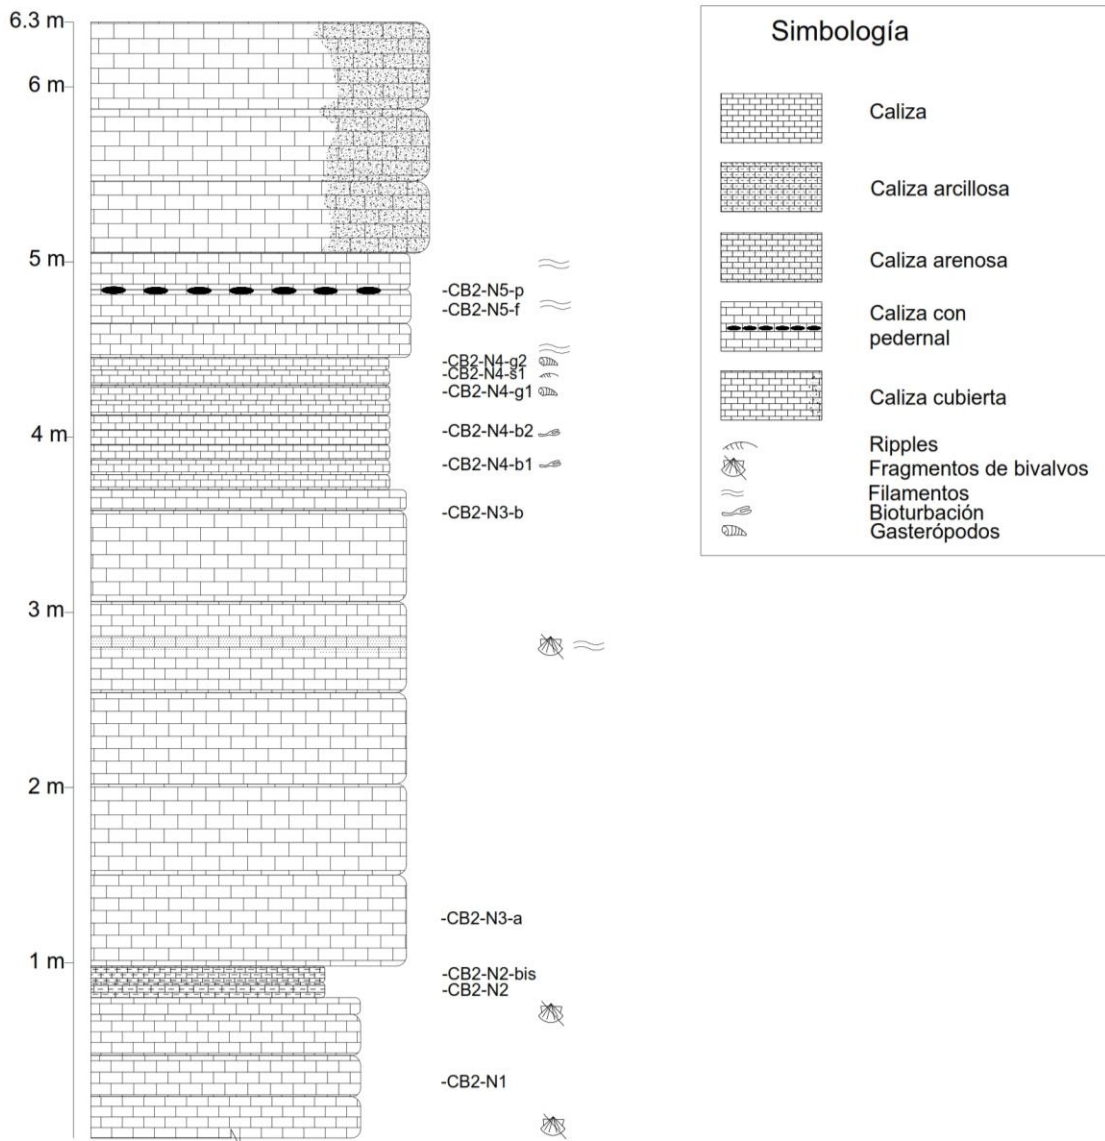 6.3 m
6 m
5 m
4 m
3 m
2 m
1 m
-CB2-N5-p
-CB2-N5-f
-CB2-N4-g2
-CB2-N4-s1
-CB2-N4-g1
-CB2-N4-b2
-CB2-N4-b1
-CB2-N3-b
-CB2-N3-a
-CB2-N2-bis
-CB2-N2
-CB2-N1
Simbología
Caliza
Caliza arcillosa
Caliza arenosa
Caliza con
pedernal
Caliza cubierta
Ripples
Fragmentos de bivalvos
Filamentos
Bioturbación
Gasterópodos